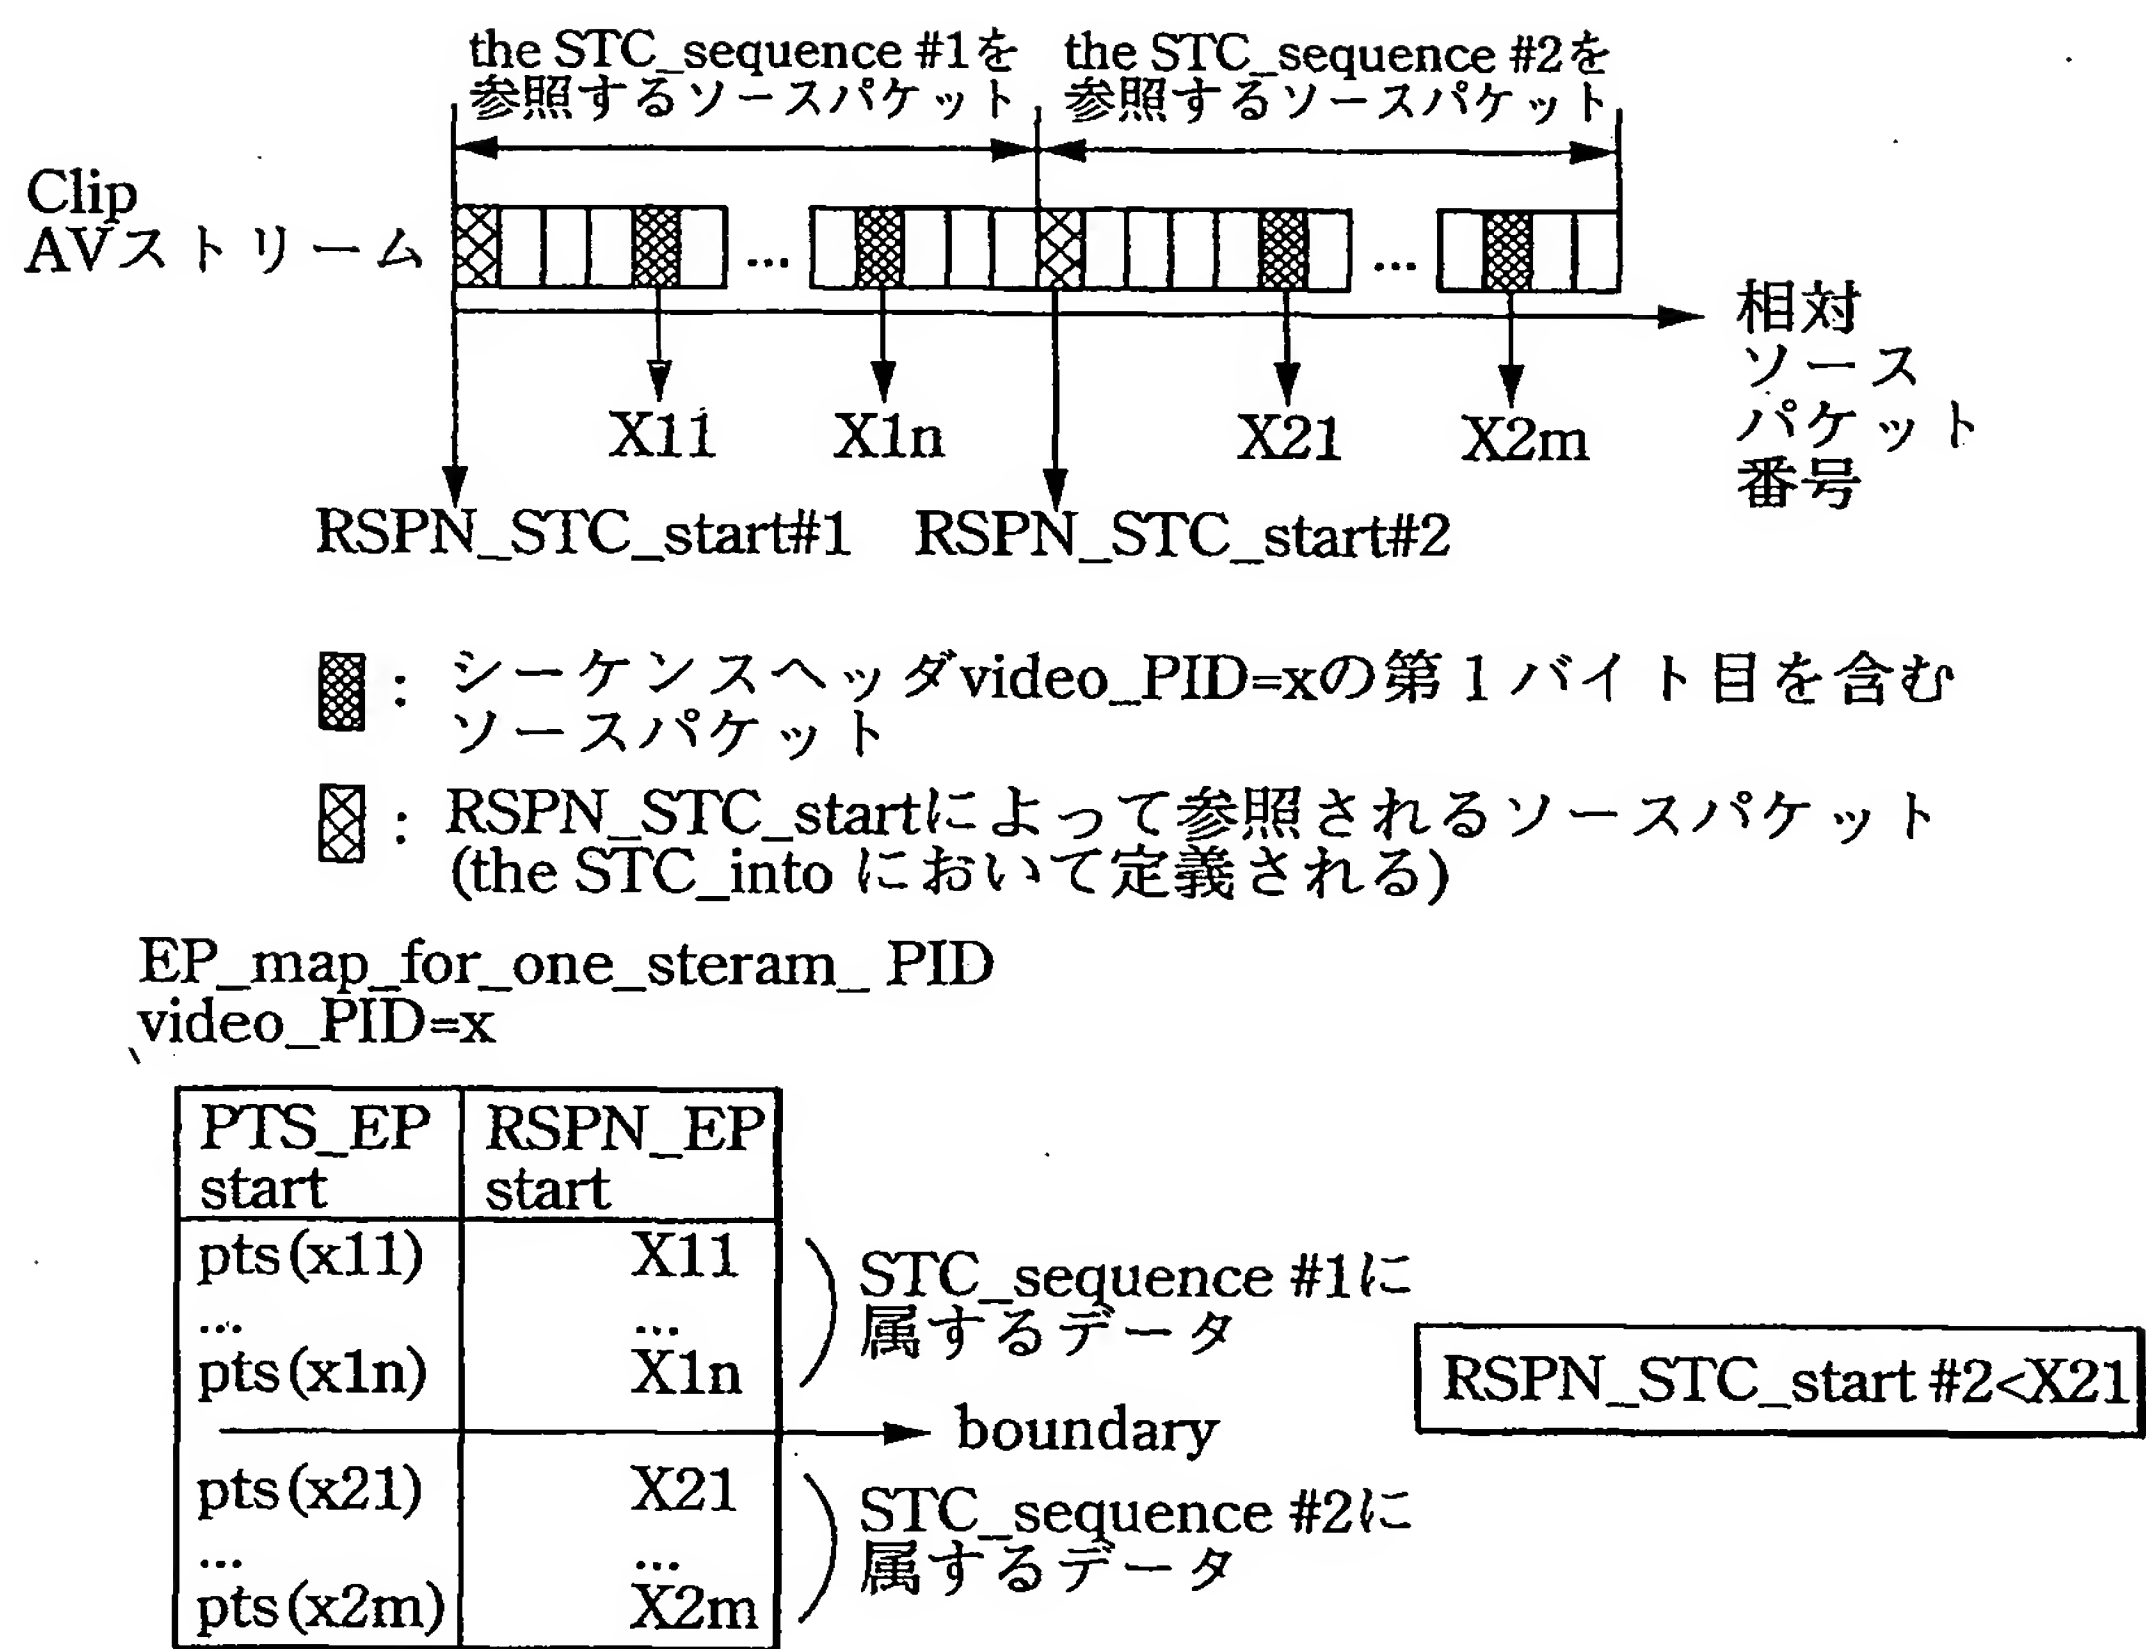 the STC_sequence #1を
参照するソースパケット
the STC_sequence #2を
参照するソースパケット
Clip
AVストリーム
...
...
相対
ソース
パケット
番号
X11
X1n
X21
X2m
RSPN_STC_start#1
RSPN_STC_start#2
: シーケンスヘッダvideo_PID=xの第1バイト目を含む
ソースパケット
: RSPN_STC_startによって参照されるソースパケット
(the STC_into において定義される)
EP_map_for_one_steram_ PID
video_PID=x
PTS_EP
start
RSPN_EP
start
pts(x11) X11
... ...
pts(x1n) X1n
STC_sequence #1に
属するデータ
boundary
RSPN_STC_start #2<X21
pts(x21) X21
... ...
pts(x2m) X2m
STC_sequence #2に
属するデータ